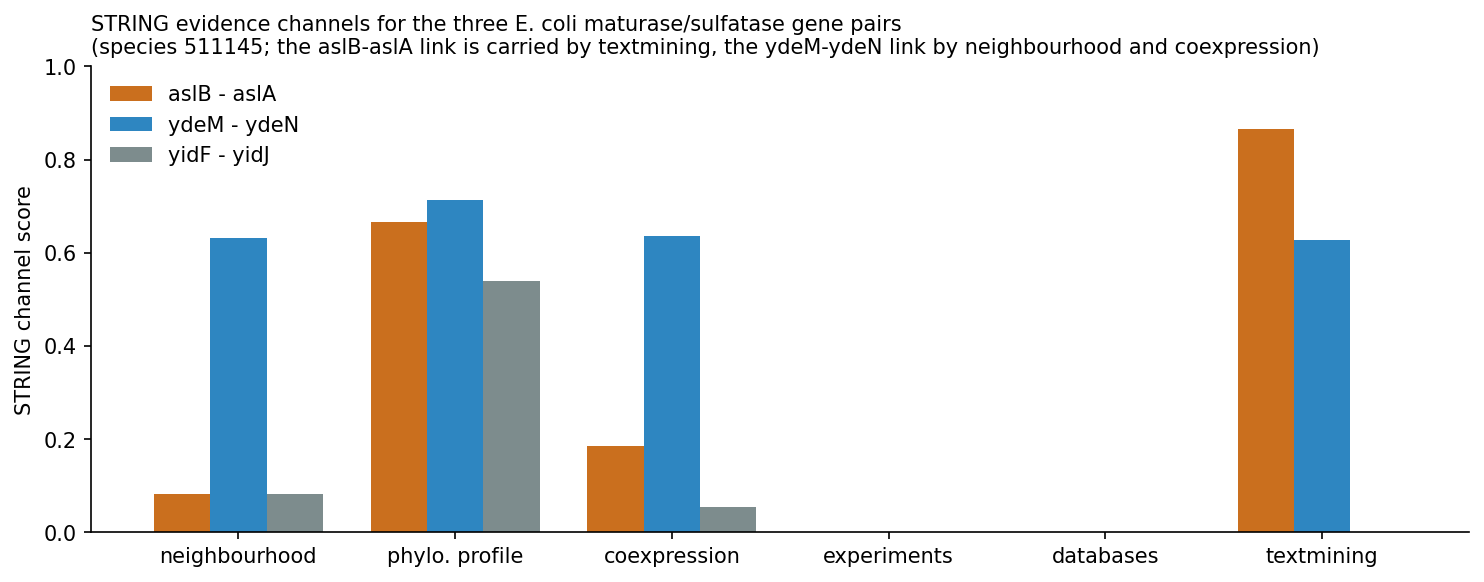 STRING evidence channels for the three E. coli maturase/sulfatase gene pairs
(species 511145; the aslB-aslA link is carried by textmining, the ydeM-ydeN link by neighbourhood and coexpression)
1.0
0.8
0.6
0.4
0.2
0.0
STRING channel score
aslB - aslA
ydeM - ydeN
yidF - yidJ
neighbourhood
phylo. profile
coexpression
experiments
databases
textmining